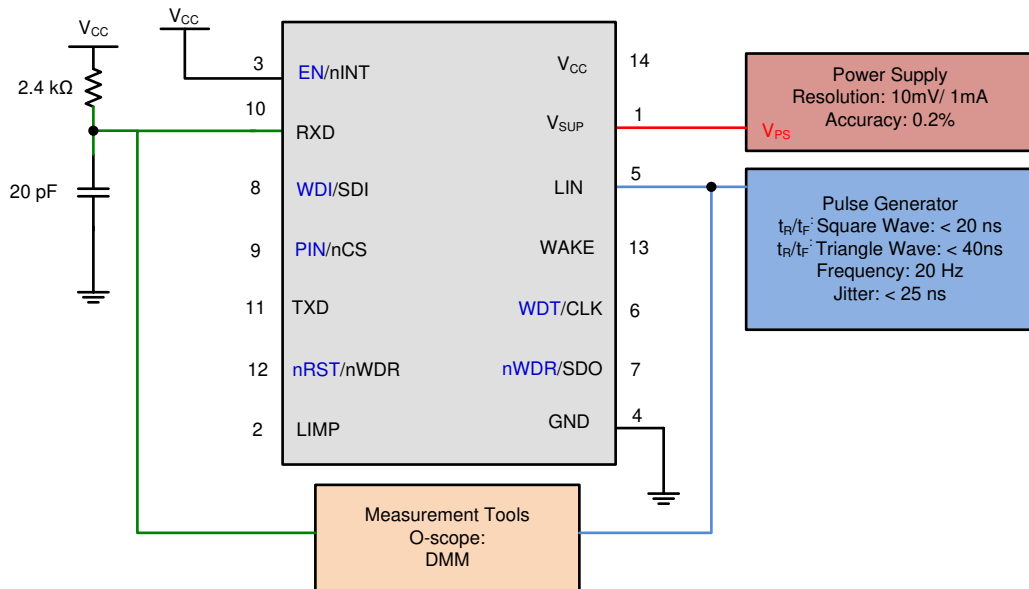 VCC
VCC
2.4 kΩ
20 pF
3
EN/nINT
10
RXD
8
WDI/SDI
9
PIN/nCS
11
TXD
12
nRST/nWDR
2
LIMP
VCC
14
VSUP
1
LIN
5
WAKE
13
WDT/CLK
6
nWDR/SDO
7
GND
4
Power Supply
Resolution: 10mV/ 1mA
Accuracy: 0.2%
VPS
Pulse Generator
tR/tF: Square Wave: < 20 ns
tR/tF: Triangle Wave: < 40ns
Frequency: 20 Hz
Jitter: < 25 ns
Measurement Tools
O-scope:
DMM